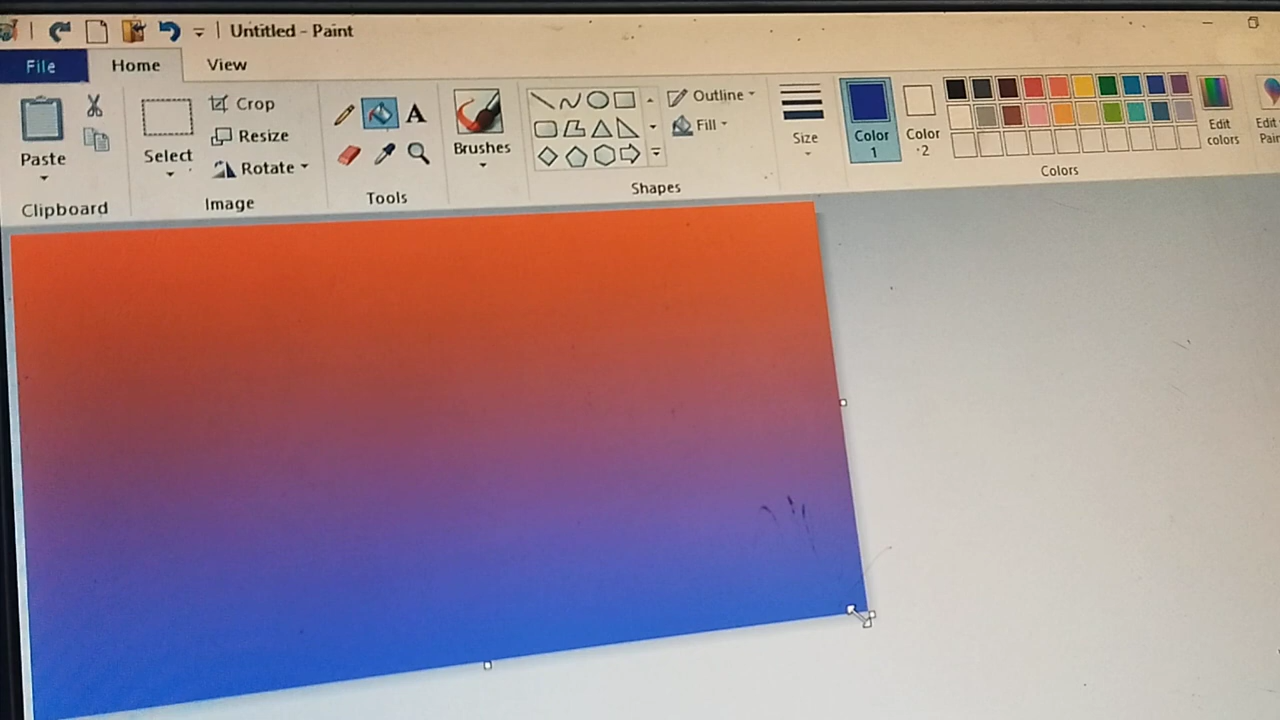 Untitled - Paint
File Home View
Paste
Clipboard
Select
Crop
Resize
Rotate
Image
A
Tools
Brushes
Outline
Fill
Shapes
Size
Color 1
Color 2
Colors
Edit colors
Edit